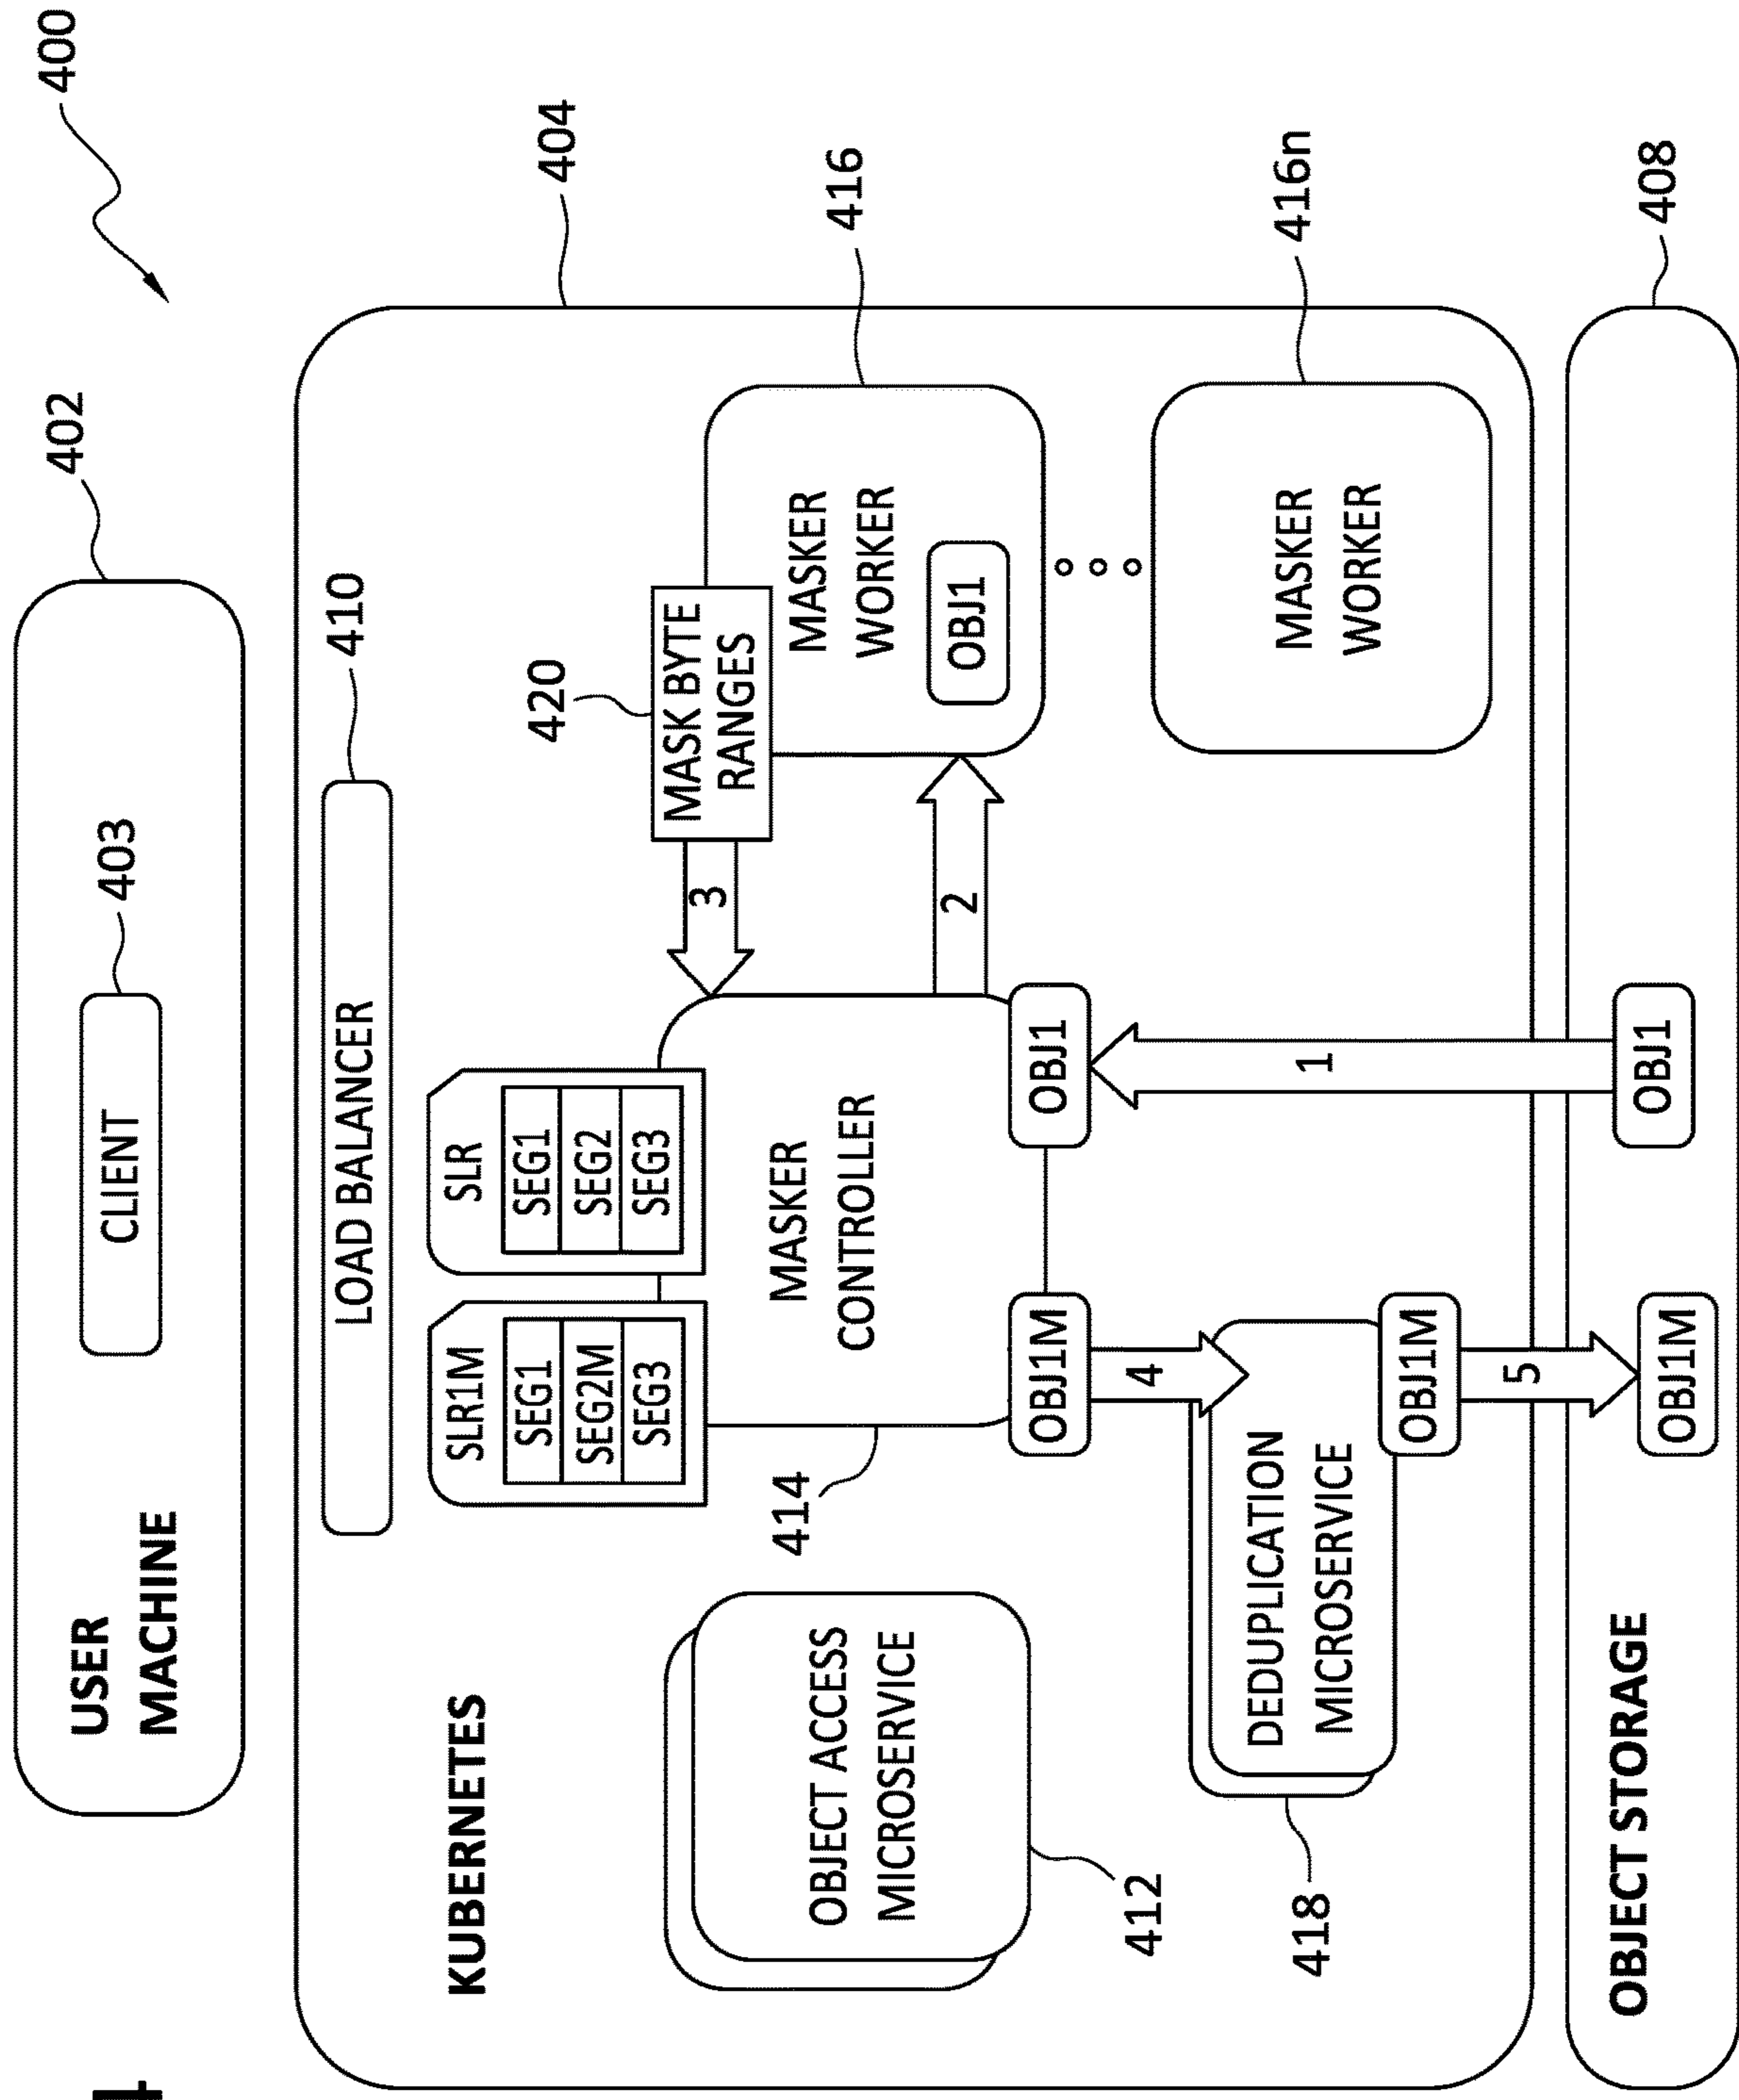 400
USER
MACHINE
CLIENT
403
402
KUBERNETES
404
LOAD BALANCER
410
SLR1M
SEG1
SEG2M
SEG3
SLR
SEG1
SEG2
SEG3
420
MASK BYTE
RANGES
3
OBJECT ACCESS
MICROSERVICE
412
MASKER
CONTROLLER
414
2
MASKER
WORKER
OBJ1
416
OBJ1M
OBJ1
4
1
DEDUPLICATION
MICROSERVICE
418
OBJ1M
5
MASKER
WORKER
416n
OBJECT STORAGE
OBJ1M
OBJ1
408